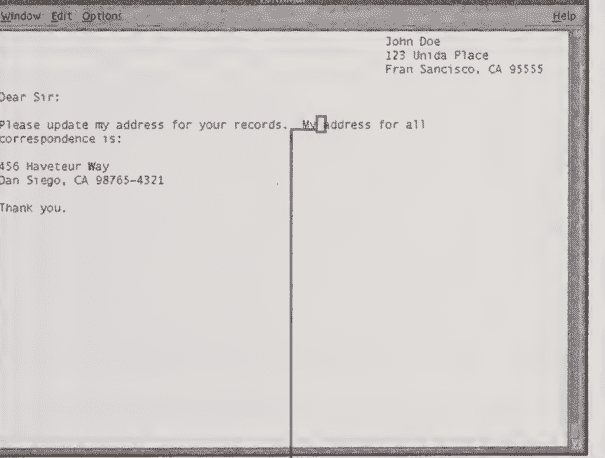 Window Edit Options Help
John Doe
123 Unida Place
Fran Sancisco, CA 95555
Dear Sir:
Please update my address for your records. My address for all
correspondence is:
456 Haveteur Way
Dan Siego, CA 98765-4321
Thank you.